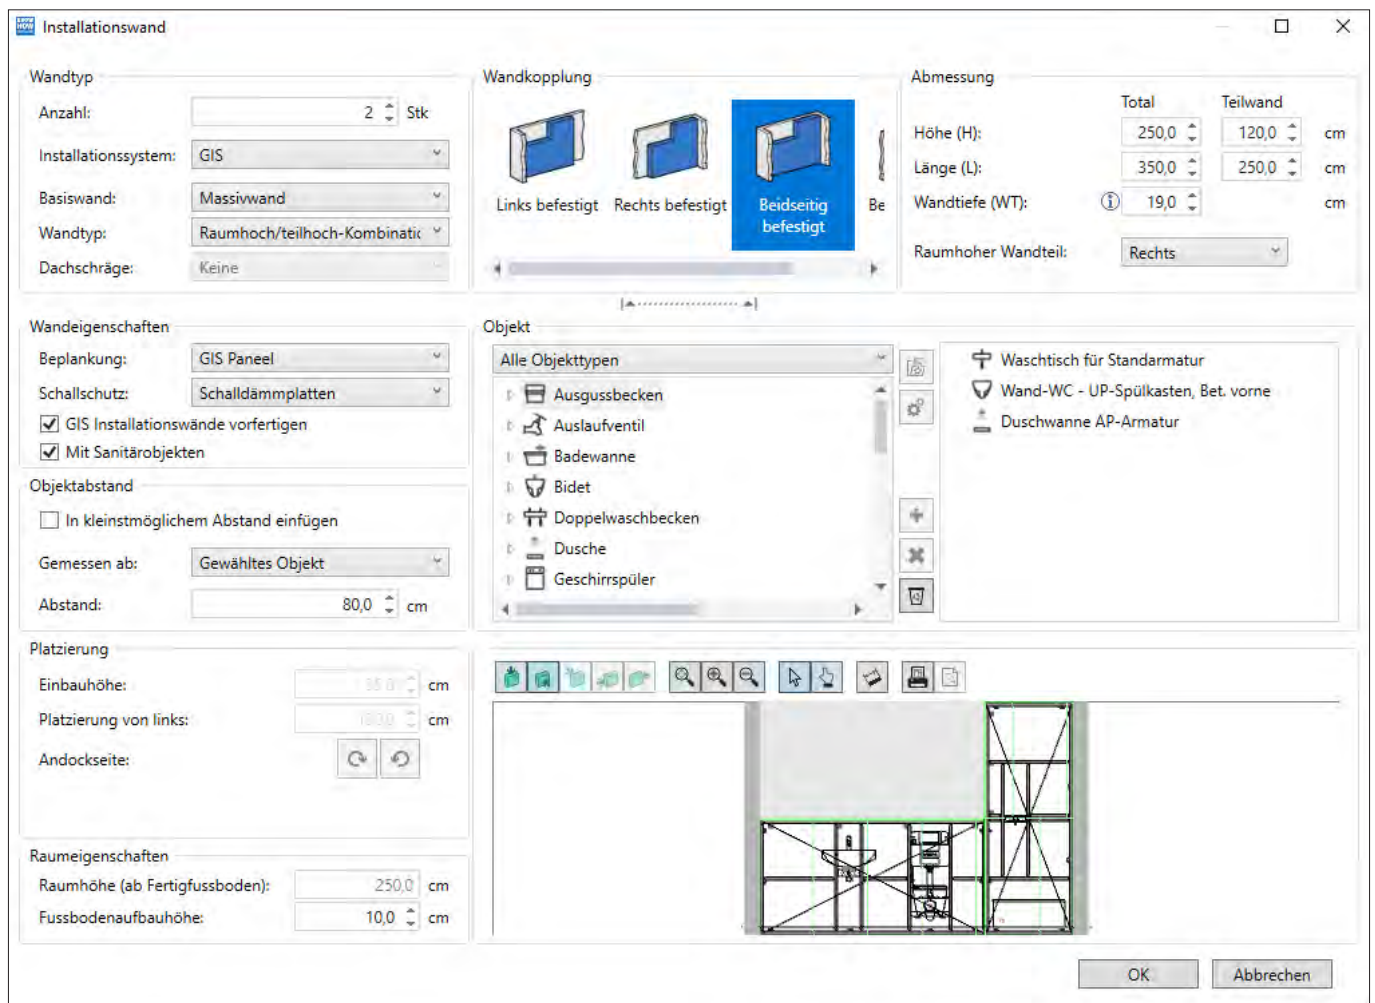 Installationswand
Wandtyp
Anzahl: 2 Stk
Installationssystem: GIS
Basiswand: Massivwand
Wandtyp: Raumhoch/teilhoch-Kombinatic
Dachschräge: Keine
Wandkopplung
Links befestigt Rechts befestigt Beidseitig befestigt Be
Abmessung
Total Teilwand
Höhe (H): 250,0 120,0 cm
Länge (L): 350,0 250,0 cm
Wandtiefe (WT): 19,0 cm
Raumhoher Wandteil: Rechts
Wandeigenschaften
Beplankung: GIS Paneel
Schallschutz: Schalldämmplatten
GIS Installationswände vorfertigen
Mit Sanitärobjekten
Objektabstand
In kleinstmöglichem Abstand einfügen
Gemessen ab: Gewähltes Objekt
Abstand: 80,0 cm
Objekt
Alle Objekttypen
Ausgussbecken
Auslaufventil
Badewanne
Bidet
Doppelwaschbecken
Dusche
Geschirrspüler
Waschtisch für Standarmatur
Wand-WC - UP-Spülkasten, Bet. vorne
Duschwanne AP-Armatur
Platzierung
Einbauhöhe: cm
Platzierung von links: cm
Andockseite:
Raumeigenschaften
Raumhöhe (ab Fertigfussboden): 250,0 cm
Fussbodenaufbauhöhe: 10,0 cm
OK Abbrechen